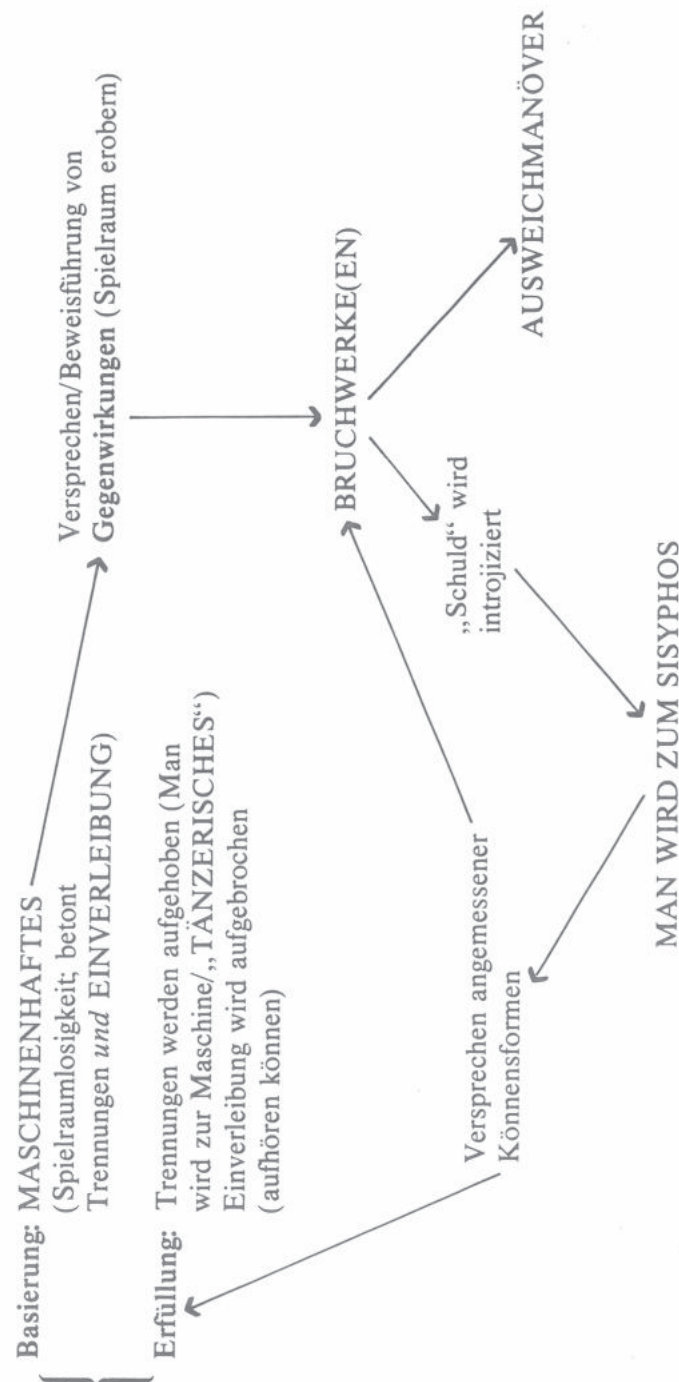 Basierung: MASCHINENHAFTES
(Spielraumlosigkeit; betont
Trennungen und EINVERLEIBUNG)
Versprechen/Beweisführung von
Gegenwirkungen (Spielraum erobern)
Erfüllung: Trennungen werden aufgehoben (Man
wird zur Maschine/„TÄNZERISCHES“)
Einverleibung wird aufgebrochen
(aufhören können)
BRUCHWERKE(EN)
„Schuld“ wird
introjiziert
AUSWEICHMANÖVER
Versprechen angemessener
Könnensformen
MAN WIRD ZUM SISYPHOS